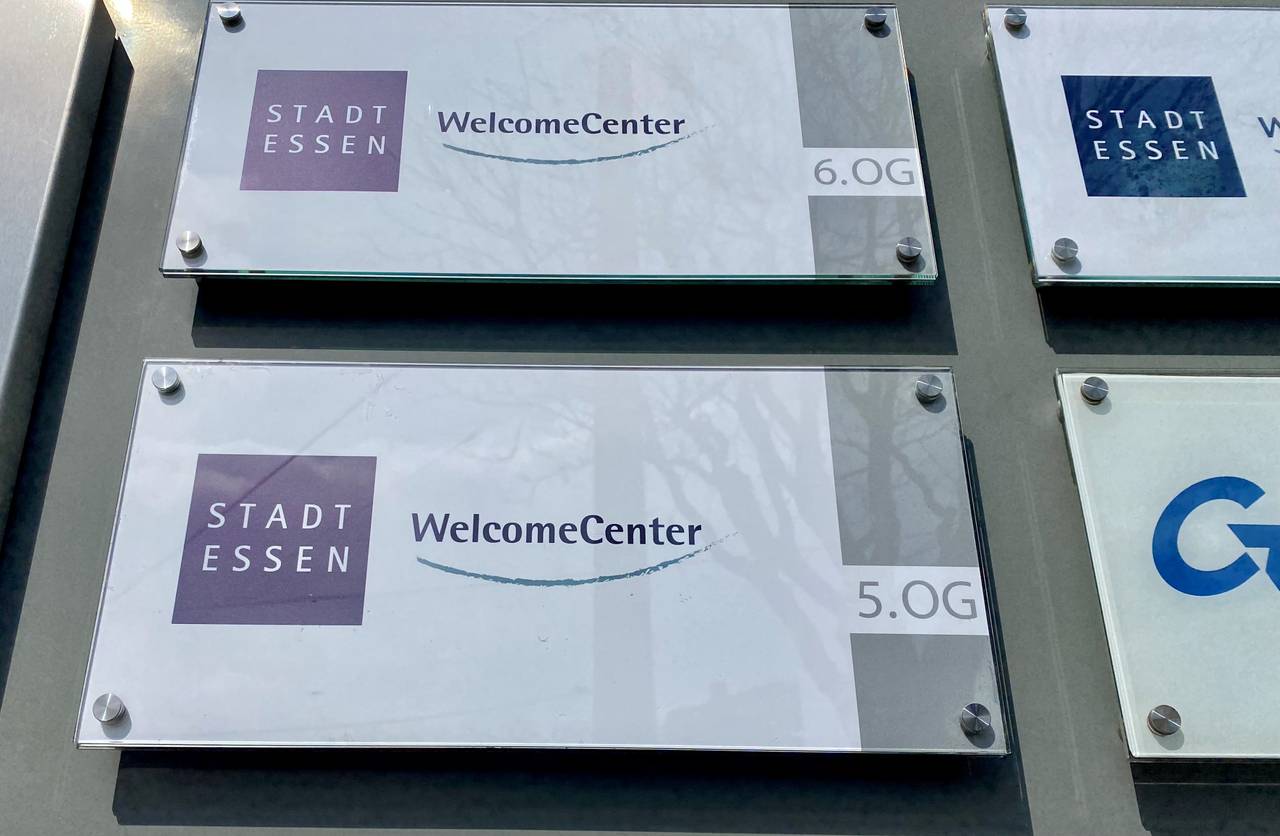 STADT
ESSEN
WelcomeCenter
6.OG
STADT
ESSEN
STADT
ESSEN
WelcomeCenter
5.OG